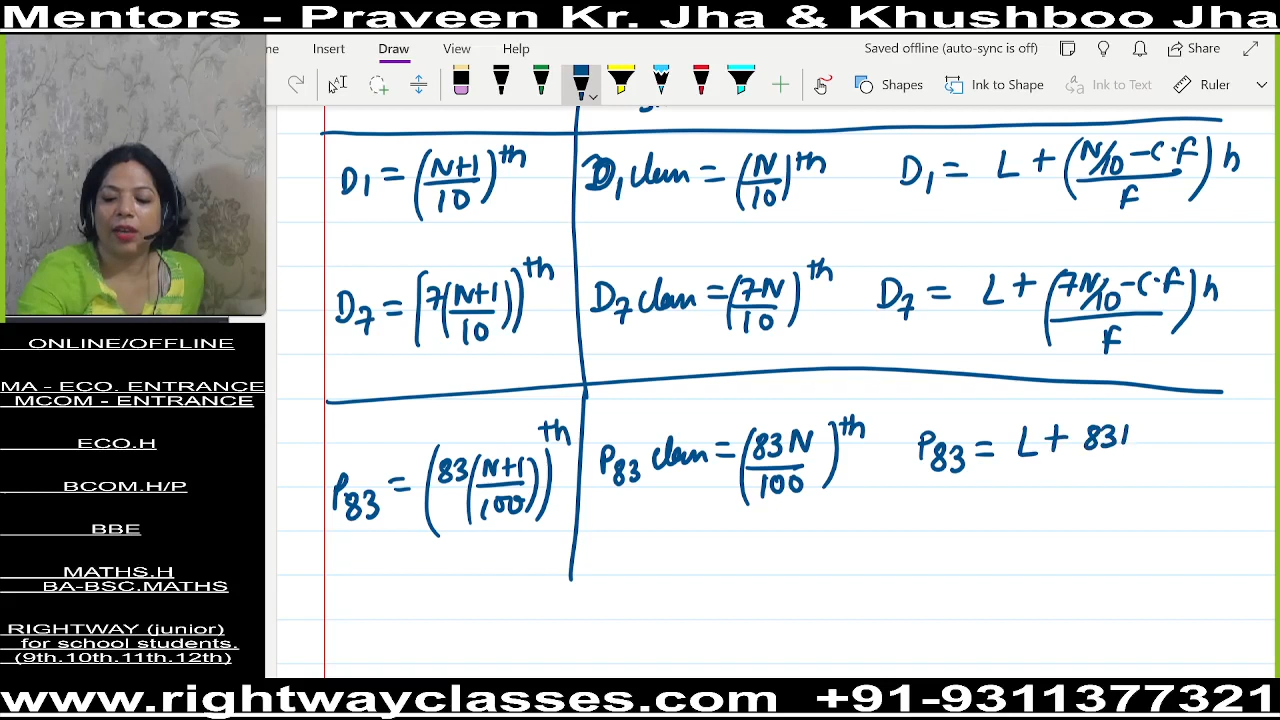 Mentors - Praveen Kr. Jha & Khushboo Jha
me Insert Draw View Help Saved offline (auto-sync is off) Share
Shapes Ink to Shape Ink to Text Ruler
D1 = (N+1/10)th D1 class = (N/10)th D1 = L + (N/10 - C.F/F) h
D7 = (7(N+1/10))th D7 class = (7N/10)th D7 = L + (7N/10 - C.F/F) h
P83 = (83(N+1/100))th P83 class = (83N/100)th P83 = L + 831
ONLINE/OFFLINE
MA - ECO. ENTRANCE
MCOM - ENTRANCE
ECO.H
BCOM.H/P
BBE
MATHS.H
BA-BSC.MATHS
RIGHTWAY (junior)
for school students.
(9th.10th.11th.12th)
www.rightwayclasses.com +91-9311377321